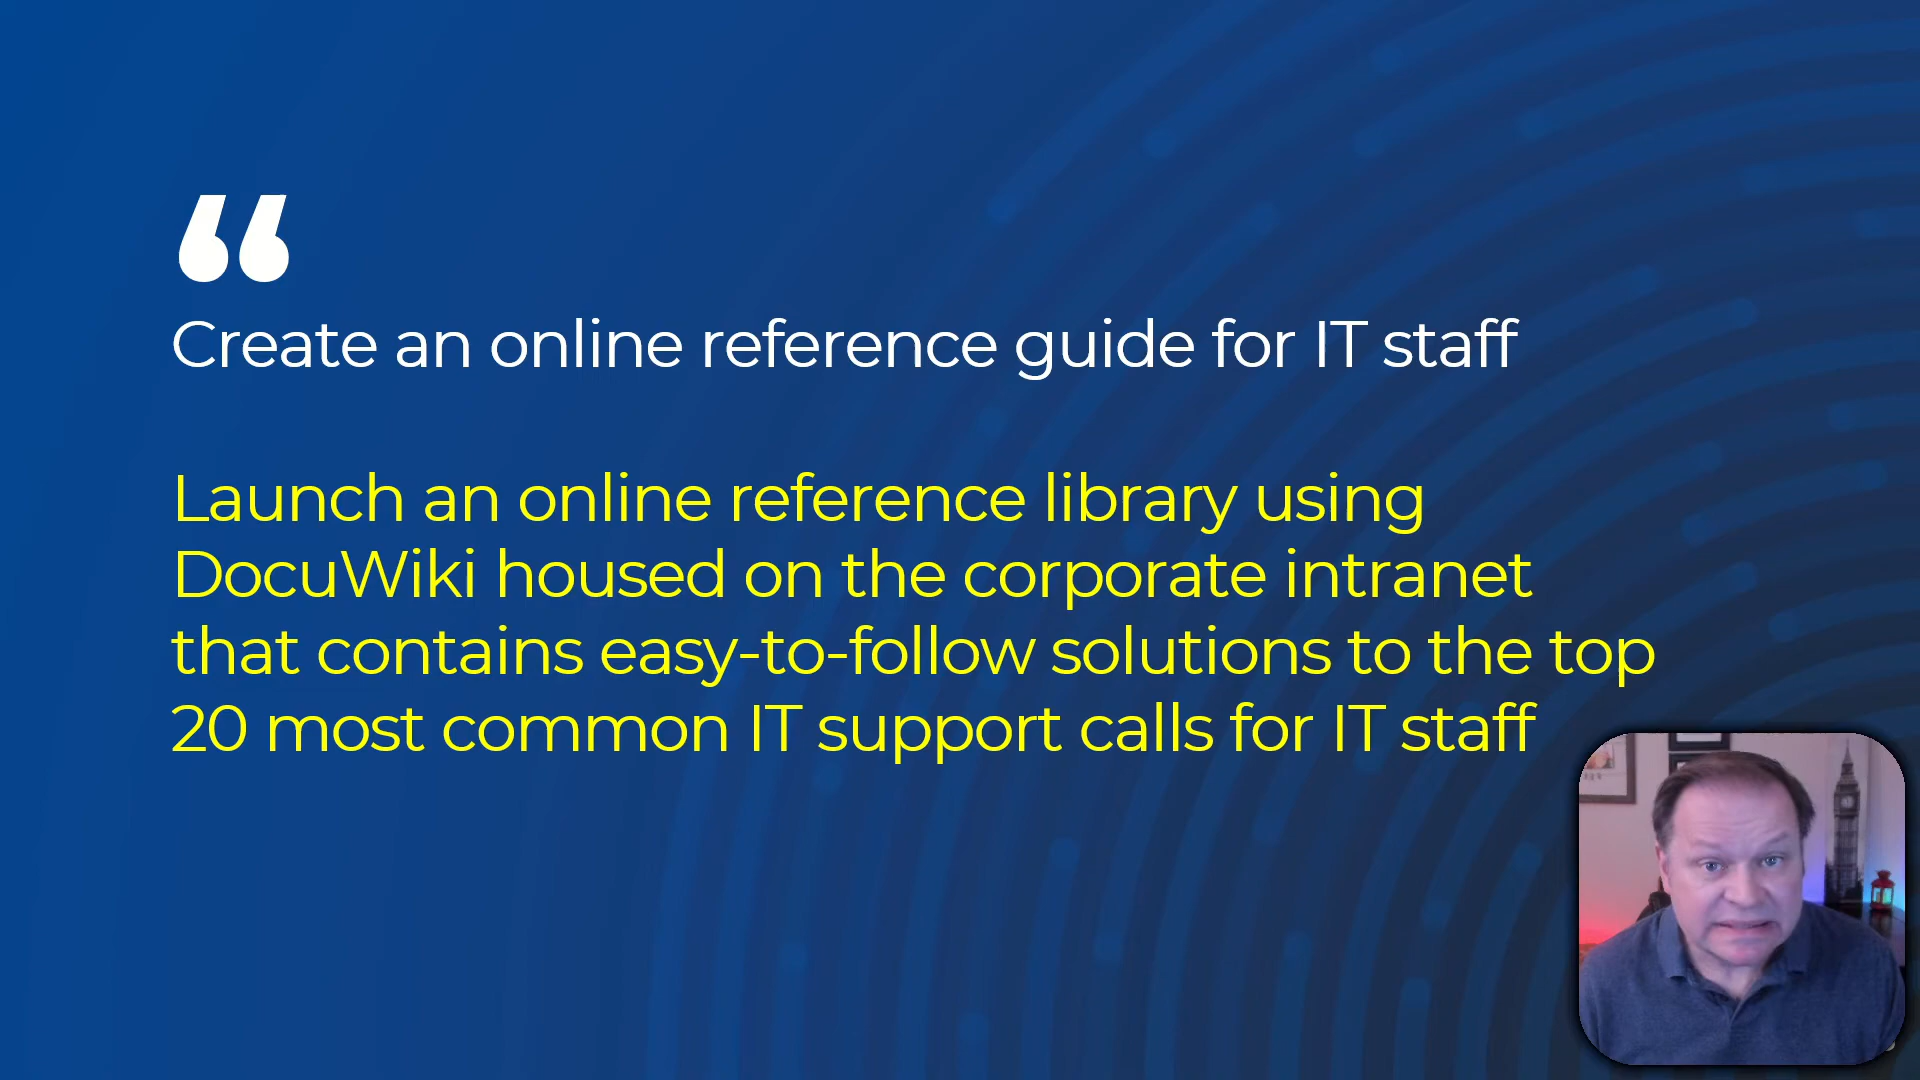 “
Create an online reference guide for IT staff
Launch an online reference library using
DocuWiki housed on the corporate intranet
that contains easy-to-follow solutions to the top
20 most common IT support calls for IT staff